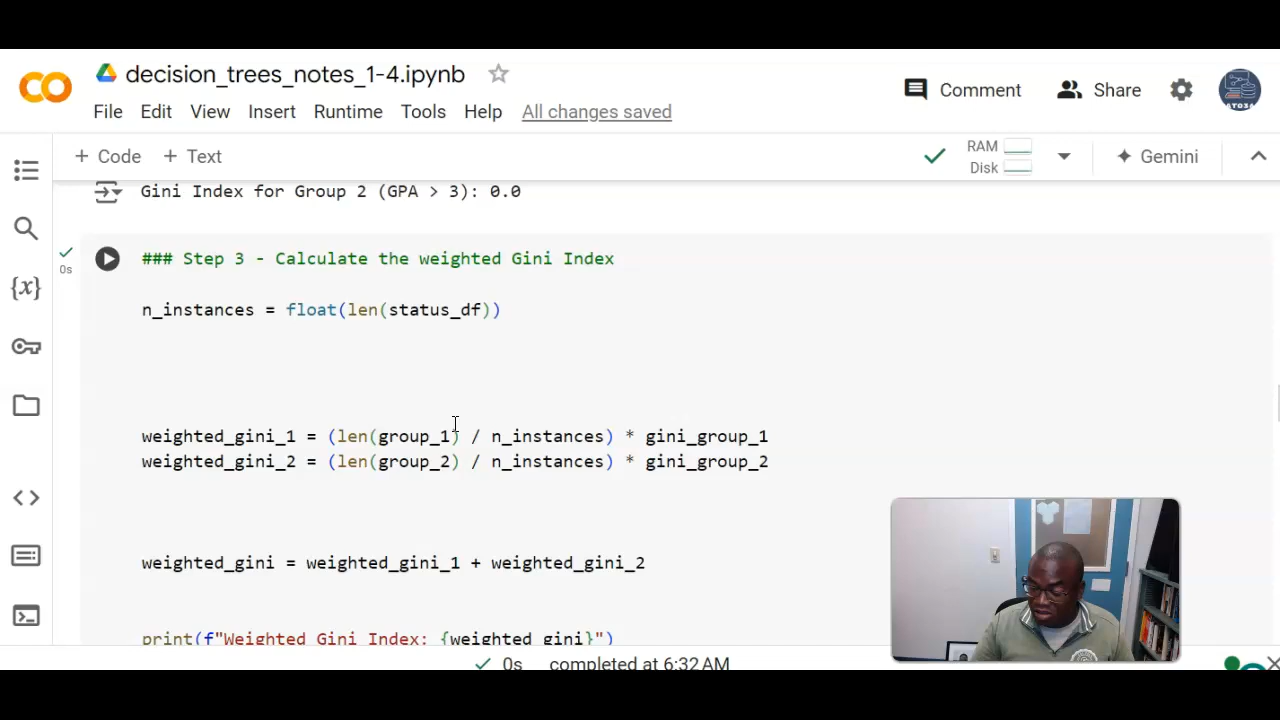 decision_trees_notes_1-4.ipynb
File Edit View Insert Runtime Tools Help All changes saved
Comment Share
+ Code + Text
RAM
Disk
Gemini
Gini Index for Group 2 (GPA > 3): 0.0
0s
### Step 3 - Calculate the weighted Gini Index
n_instances = float(len(status_df))
{x}
weighted_gini_1 = (len(group_1) / n_instances) * gini_group_1
weighted_gini_2 = (len(group_2) / n_instances) * gini_group_2
weighted_gini = weighted_gini_1 + weighted_gini_2
print(f"Weighted Gini Index: {weighted_gini}")
0s completed at 6:32 AM